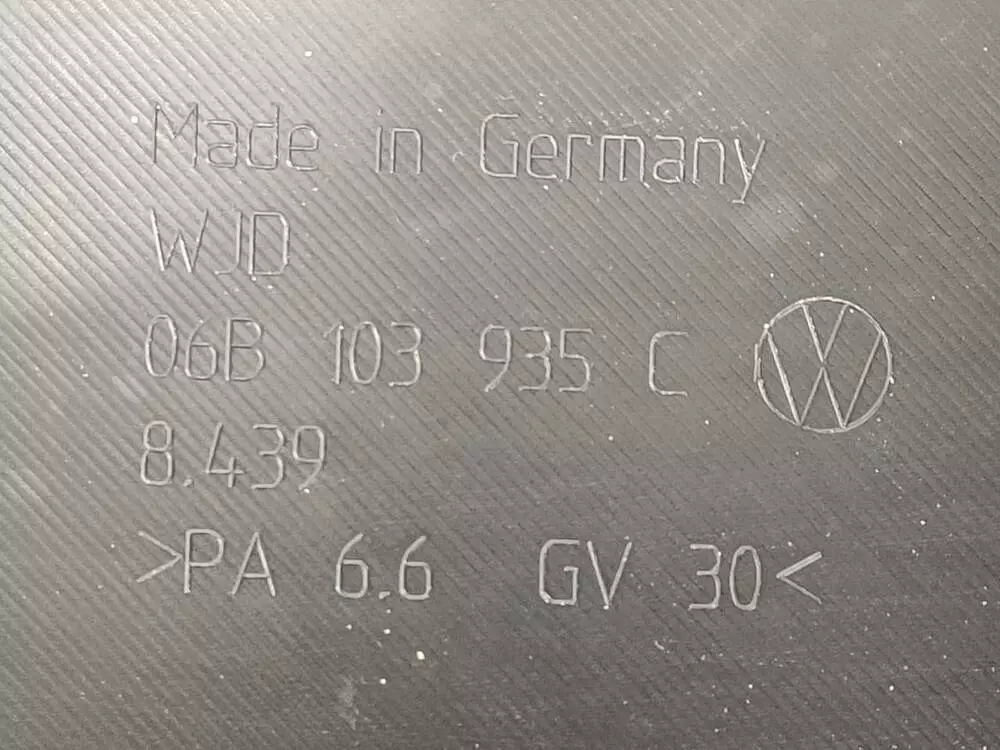 Made in Germany
WJD
06B 103 935 C
8.439
>PA 6.6 GV 30<